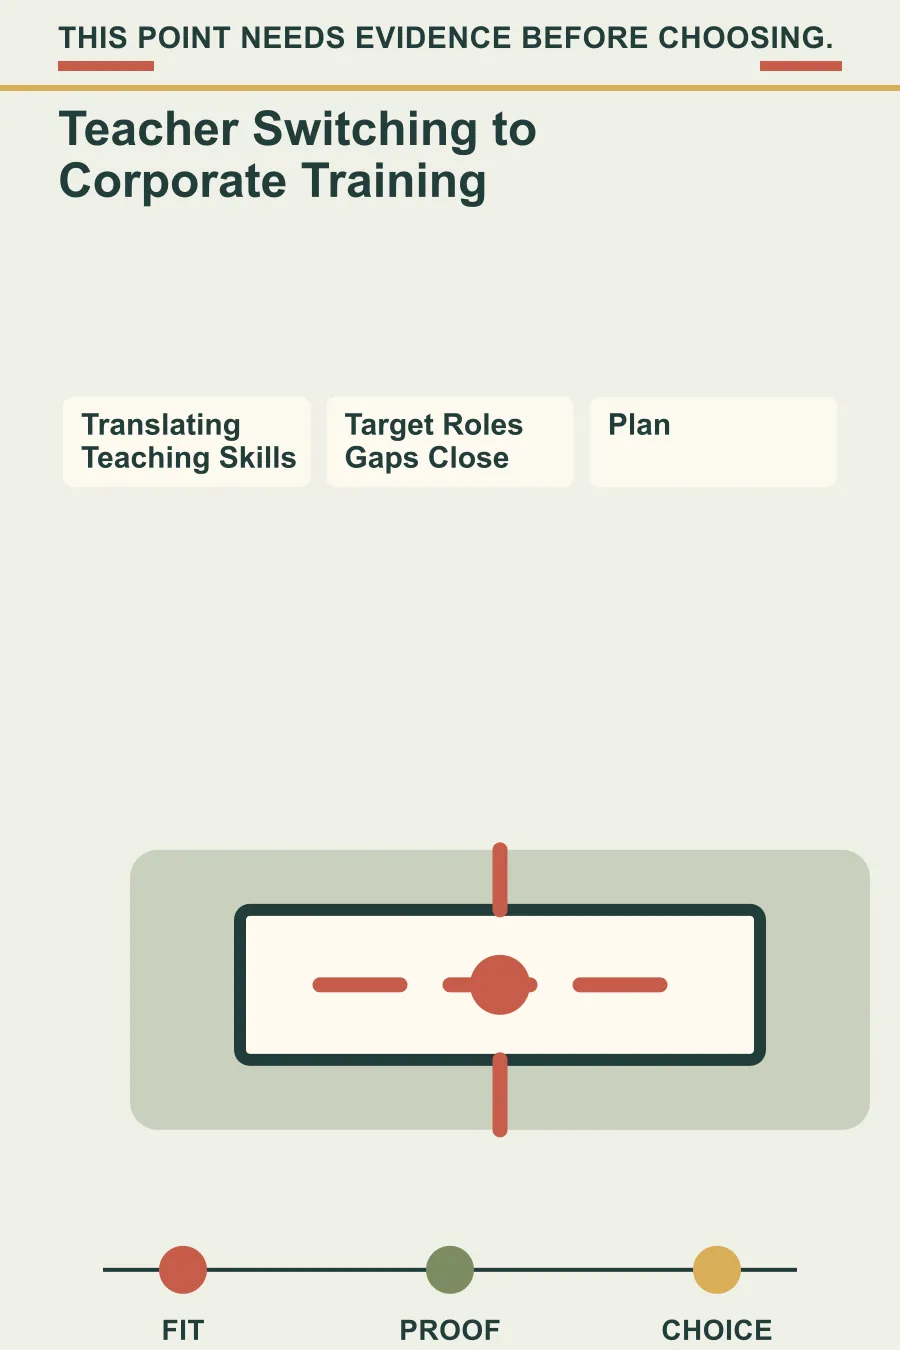 THIS POINT NEEDS EVIDENCE BEFORE CHOOSING.
Teacher Switching to
Corporate Training
Translating
Teaching Skills
Target Roles
Gaps Close
Plan
FIT
PROOF
CHOICE